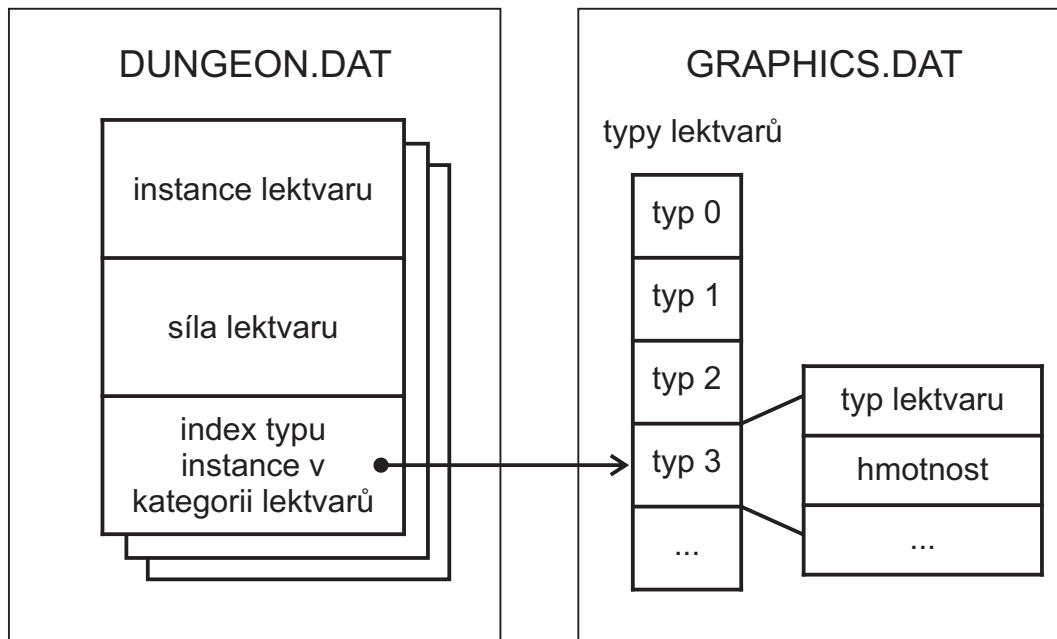 DUNGEON.DAT
instance lektvaru
síla lektvaru
index typu
instance v
kategorii lektvarů
GRAPHICS.DAT
typy lektvarů
typ 0
typ 1
typ 2
typ 3
...
typ lektvaru
hmotnost
...